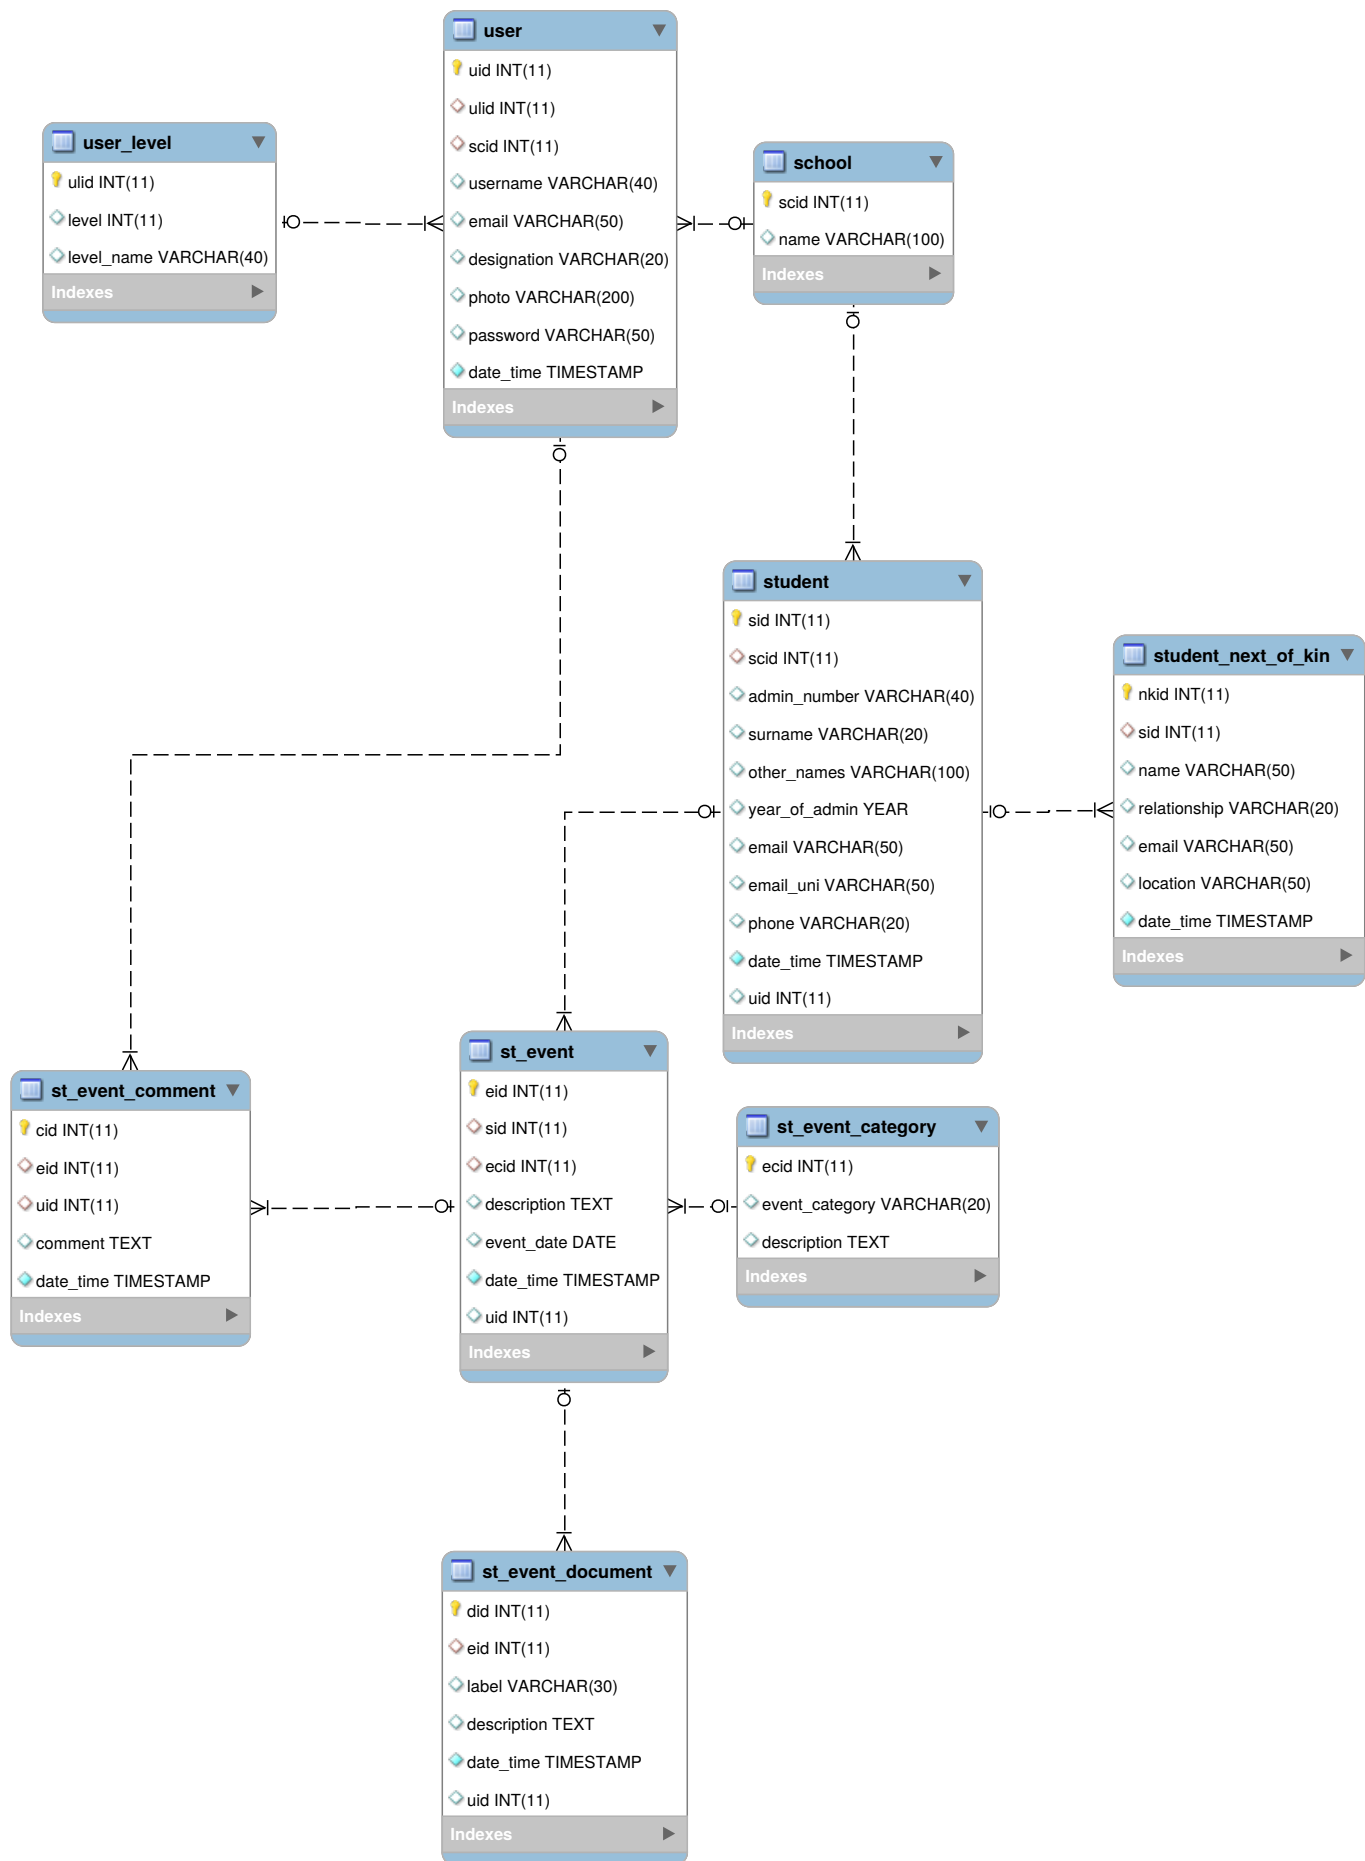 user
uid INT(11)
ulid INT(11)
scid INT(11)
username VARCHAR(40)
email VARCHAR(50)
designation VARCHAR(20)
photo VARCHAR(200)
password VARCHAR(50)
date_time TIMESTAMP
Indexes
user_level
ulid INT(11)
level INT(11)
level_name VARCHAR(40)
Indexes
school
scid INT(11)
name VARCHAR(100)
Indexes
student
sid INT(11)
scid INT(11)
admin_number VARCHAR(40)
surname VARCHAR(20)
other_names VARCHAR(100)
year_of_admin YEAR
email VARCHAR(50)
email_uni VARCHAR(50)
phone VARCHAR(20)
date_time TIMESTAMP
uid INT(11)
Indexes
student_next_of_kin
nkid INT(11)
sid INT(11)
name VARCHAR(50)
relationship VARCHAR(20)
email VARCHAR(50)
location VARCHAR(50)
date_time TIMESTAMP
Indexes
st_event_comment
cid INT(11)
eid INT(11)
uid INT(11)
comment TEXT
date_time TIMESTAMP
Indexes
st_event
eid INT(11)
sid INT(11)
ecid INT(11)
description TEXT
event_date DATE
date_time TIMESTAMP
uid INT(11)
Indexes
st_event_category
ecid INT(11)
event_category VARCHAR(20)
description TEXT
Indexes
st_event_document
did INT(11)
eid INT(11)
label VARCHAR(30)
description TEXT
date_time TIMESTAMP
uid INT(11)
Indexes